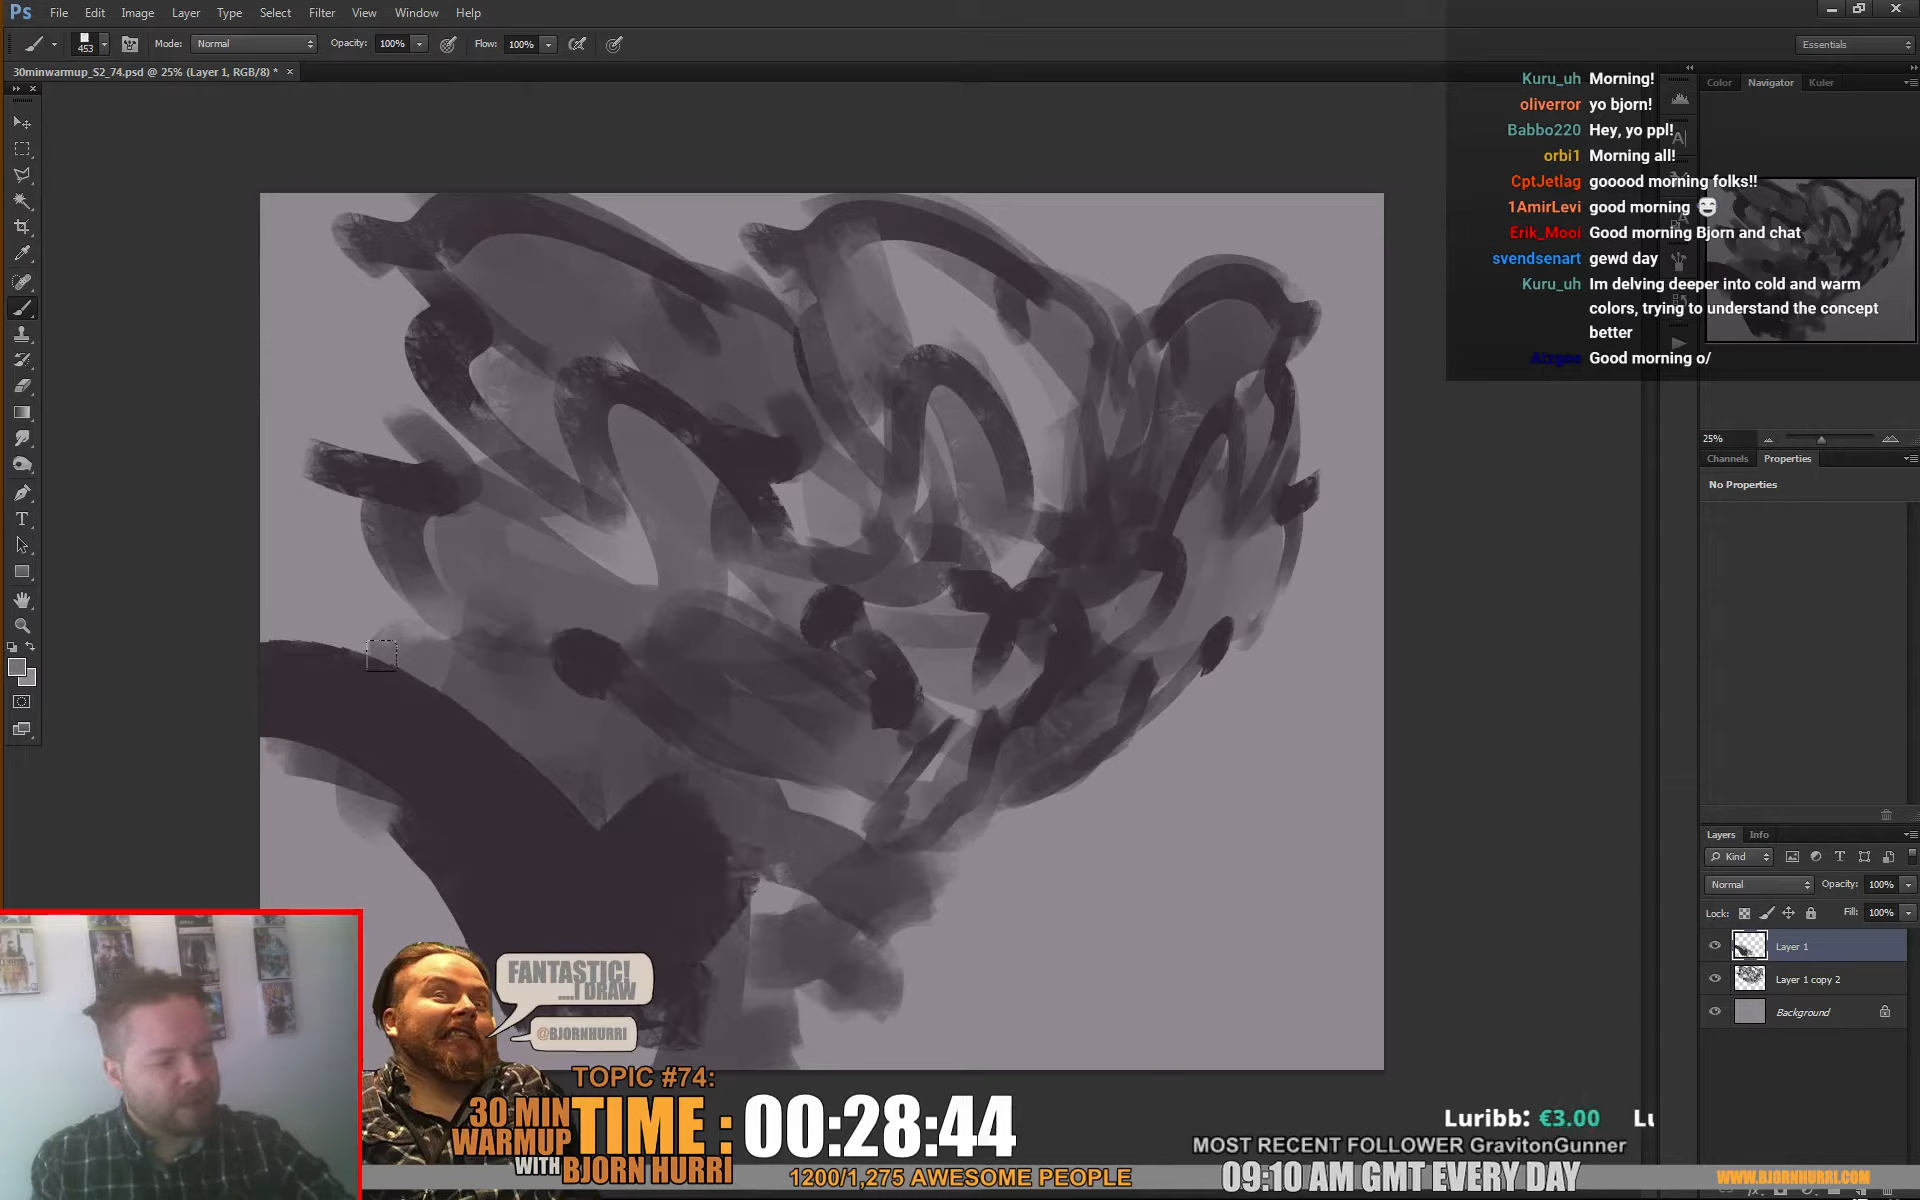 Ps File Edit Image Layer Type Select Filter View Window Help
453 Mode: Normal Opacity: 100% Flow: 100% Essentials
30minwarmup_S2_74.psd @ 25% (Layer 1, RGB/8) * ×
Color Navigator Kuler
Kuru_uh Morning!
oliverror yo bjorn!
Babbo220 Hey, yo ppl!
orbi1 Morning all!
CptJetlag gooood morning folks!!
1AmirLevi good morning
Erik_Mooi Good morning Bjorn and chat
svendsenart gewd day
Kuru_uh Im delving deeper into cold and warm
colors, trying to understand the concept
better
Good morning o/
25%
Channels Properties
No Properties
Layers Info
Kind
Normal Opacity: 100%
Lock: Fill: 100%
Layer 1
Layer 1 copy 2
Background
FANTASTIC!
....I DRAW
@BJORNHURRI
TOPIC #74:
30 MIN
WARMUP
WITH BJORN HURRI
TIME : 00:28:44
1200/1,275 AWESOME PEOPLE
Luribb: €3.00 Lu
MOST RECENT FOLLOWER GravitonGunner
09:10 AM GMT EVERY DAY
WWW.BJORNHURRI.COM